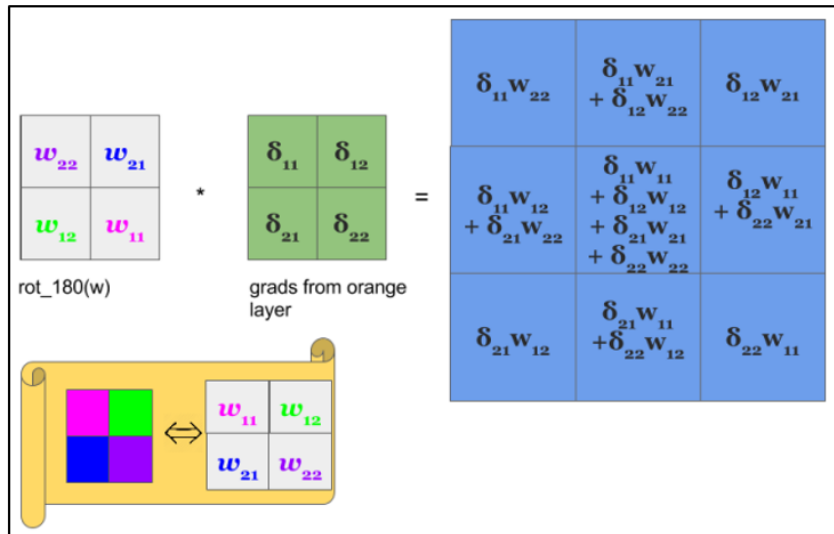 w₂₂ w₂₁
w₁₂ w₁₁
rot_180(w)
*
δ₁₁ δ₁₂
δ₂₁ δ₂₂
grads from orange
layer
=
δ₁₁w₂₂
δ₁₁w₂₁
+ δ₁₂w₂₂
δ₁₂w₂₁
δ₁₁w₁₂
+ δ₂₁w₂₂
δ₁₁w₁₁
+ δ₁₂w₁₂
+ δ₂₁w₂₁
+ δ₂₂w₂₂
δ₁₂w₁₁
+ δ₂₂w₂₁
δ₂₁w₁₂
δ₂₁w₁₁
+δ₂₂w₁₂
δ₂₂w₁₁
⇔
w₁₁ w₁₂
w₂₁ w₂₂